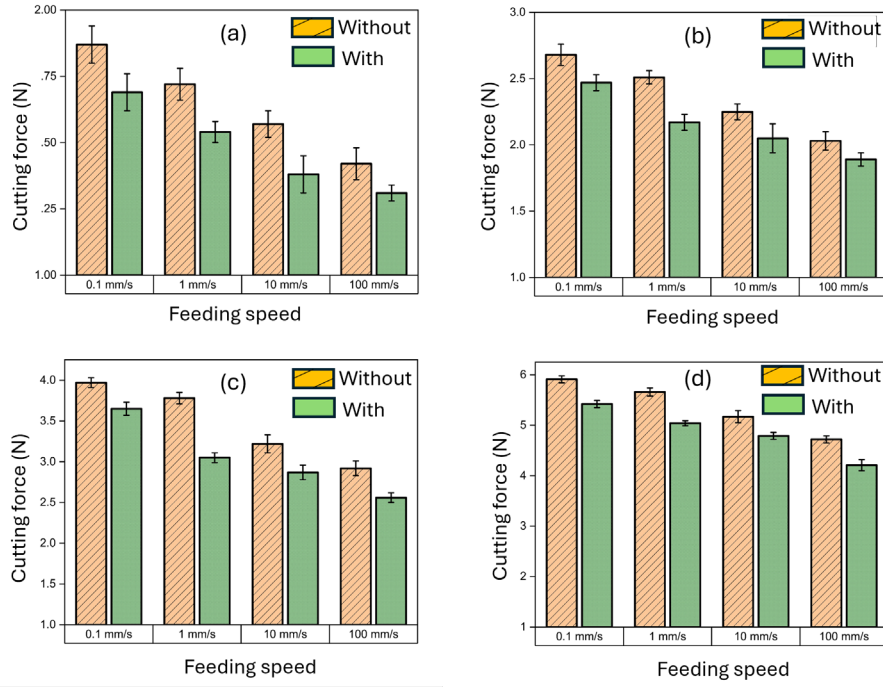 (a)
Without
With
Cutting force (N)
2.00
.75
.50
.25
1.00
0.1 mm/s
1 mm/s
10 mm/s
100 mm/s
Feeding speed
(b)
Without
With
Cutting force (N)
3.0
2.5
2.0
1.5
1.0
0.1 mm/s
1 mm/s
10 mm/s
100 mm/s
Feeding speed
(c)
Without
With
Cutting force (N)
4.0
3.5
3.0
2.5
2.0
1.5
1.0
0.1 mm/s
1 mm/s
10 mm/s
100 mm/s
Feeding speed
(d)
Without
With
Cutting force (N)
6
5
4
3
2
1
0.1 mm/s
1 mm/s
10 mm/s
100 mm/s
Feeding speed